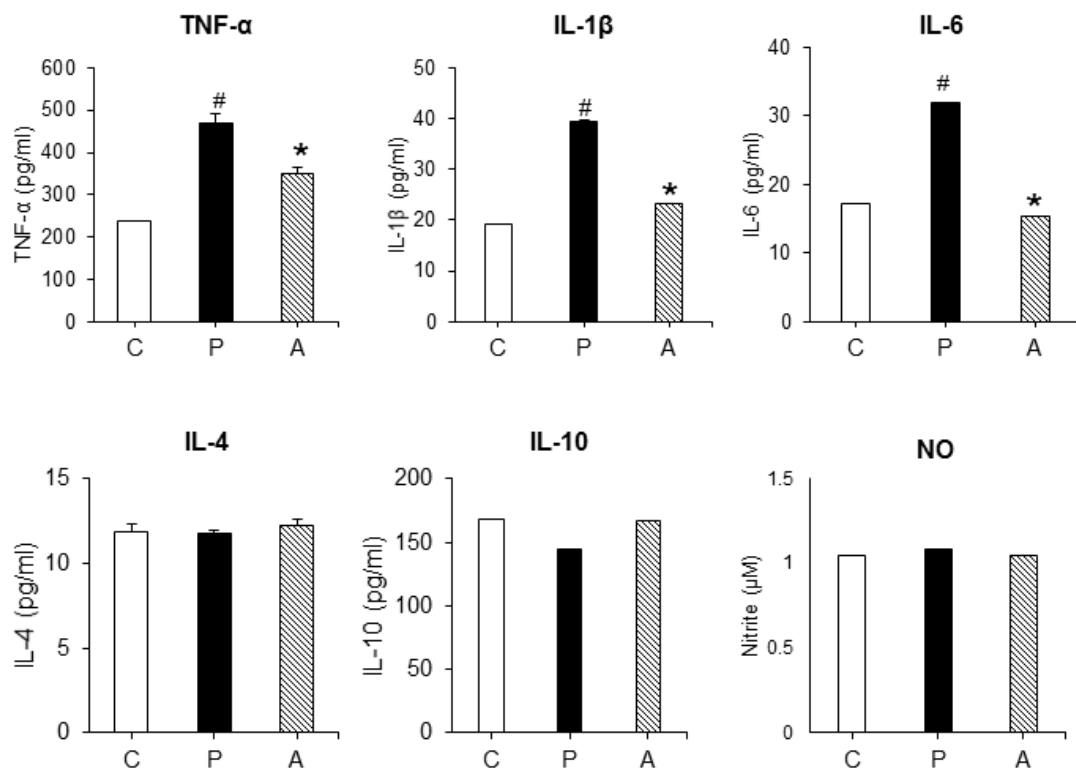 TNF-α
TNF-α (pg/ml)
600
500
400
300
200
100
0
#
*
C P A
IL-1β
IL-1β (pg/ml)
50
40
30
20
10
0
#
*
C P A
IL-6
IL-6 (pg/ml)
40
30
20
10
0
#
*
C P A
IL-4
IL-4 (pg/ml)
15
10
5
0
C P A
IL-10
IL-10 (pg/ml)
200
150
100
50
0
C P A
NO
Nitrite (μM)
1.5
1
0.5
0
C P A